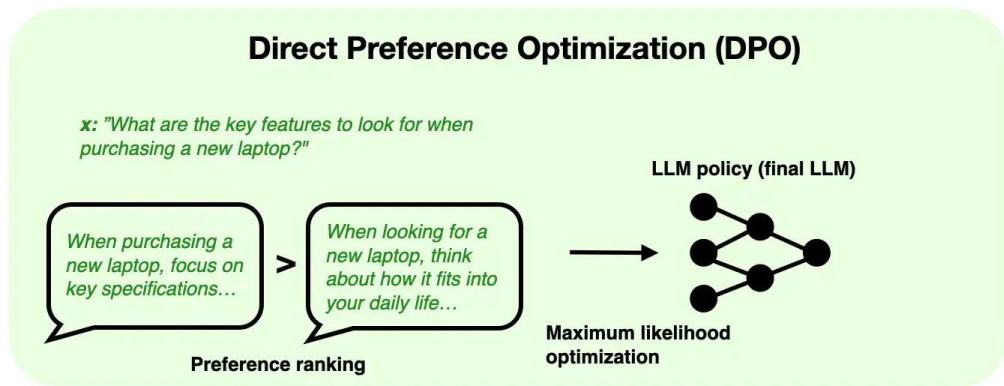 Direct Preference Optimization (DPO)
x: ”What are the key features to look for when
purchasing a new laptop?"
LLM policy (final LLM)
When purchasing a
new laptop, focus on
key specifications…
>
When looking for a
new laptop, think
about how it fits into
your daily life…
Maximum likelihood
optimization
Preference ranking